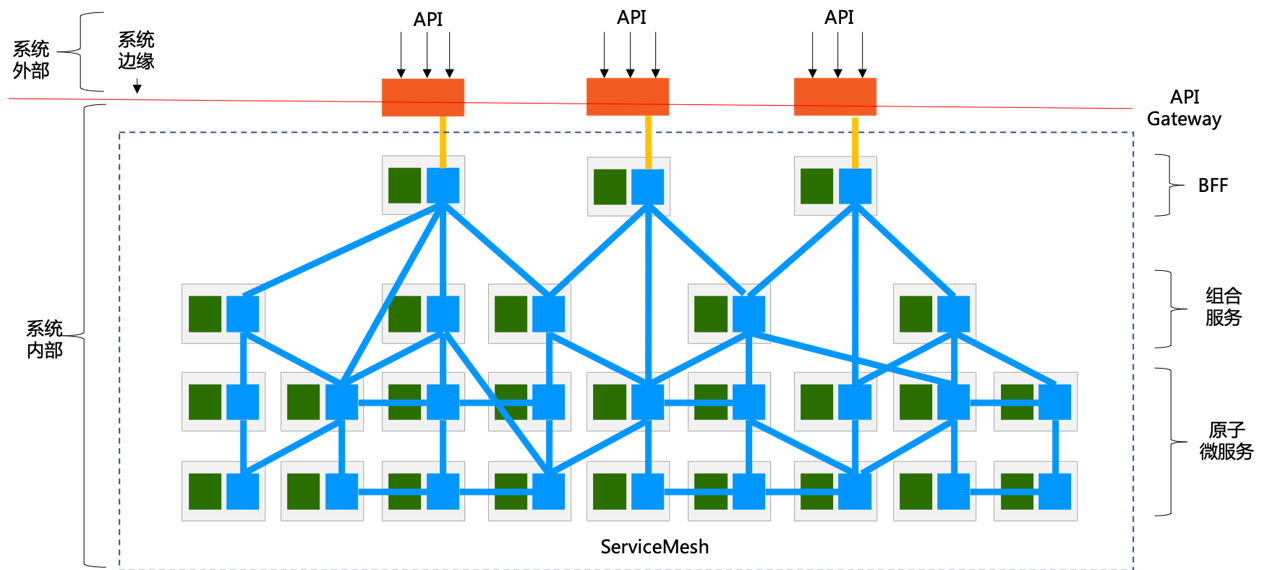 API
API
API
系统
外部
系统
边缘
API
Gateway
BFF
组合
服务
系统
内部
原子
微服务
ServiceMesh